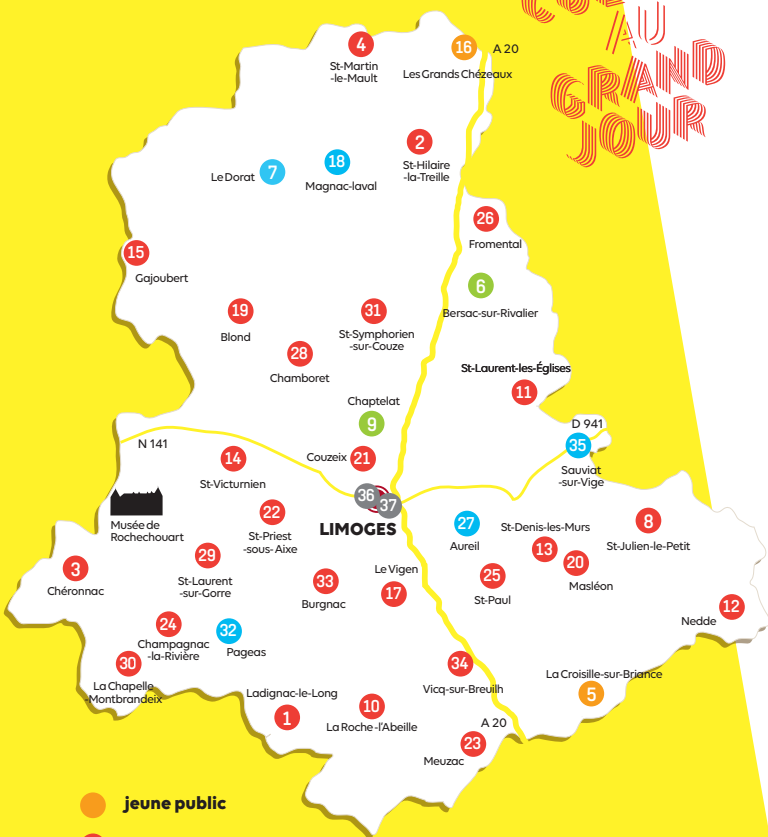 AU
GRAND
JOUR
4
St-Martin
-le-Mault
16
A 20
Les Grands Chézeaux
2
St-Hilaire
-la-Treille
18
Magnac-laval
Le Dorat 7
26
Fromental
15
Gajoubert
6
Bersac-sur-Rivalier
19
Blond
31
St-Symphorien
-sur-Couze
28
Chamboret
St-Laurent-les-Églises
11
Chaptelat
9
D 941
35
Sauviat
-sur-Vige
N 141
Couzeix 21
14
St-Victurnien
36
37
LIMOGES
Musée de
Rochechouart
22
St-Priest
-sous- Aixe
27
Aureil
St-Denis-les-Murs
13
8
St-Julien-le-Petit
20
Masléon
3
Chéronnac
29
St-Laurent
-sur-Gorre
33
Burgnac
Le Vigen
17
25
St-Paul
12
Nedde
24
Champagnac
-la-Rivière
32
Pageas
30
La Chapelle
-Montbrandeix
34
Vicq-sur-Breuilh
La Croisille-sur-Briance
5
Ladignac-le-Long
1
10
La Roche-l'Abeille
A 20
23
Meuzac
jeune public